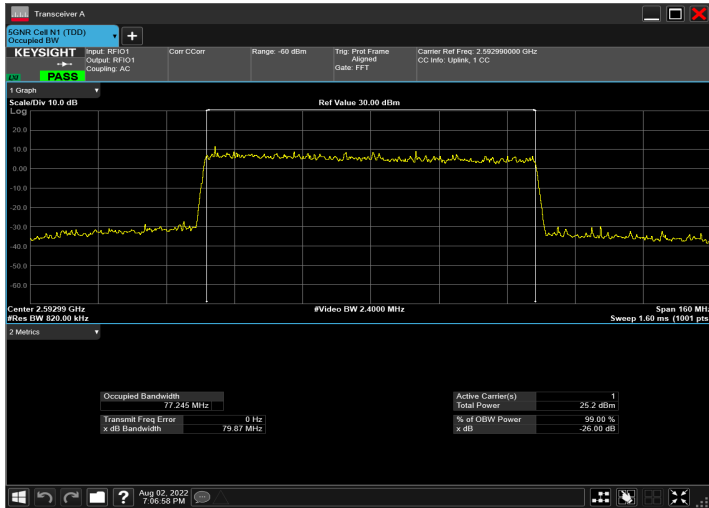 Transceiver A
5GNR Cell N1 (TDD)
Occupied BW
KEYSIGHT
LXI
PASS
Input: RFIO1
Output: RFIO1
Coupling: AC
Corr CCorr
Range: -60 dBm
Trig: Prot Frame
Aligned
Gate: FFT
Carrier Ref Freq: 2.592990000 GHz
CC Info: Uplink, 1 CC
1 Graph
Scale/Div 10.0 dB
Ref Value 30.00 dBm
Log
20.0
10.0
0.00
-10.0
-20.0
-30.0
-40.0
-50.0
-60.0
Center 2.59299 GHz
#Video BW 2.4000 MHz
Span 160 MHz
#Res BW 820.00 kHz
Sweep 1.60 ms (1001 pts
2 Metrics
Occupied Bandwidth
77.245 MHz
Transmit Freq Error 0 Hz
x dB Bandwidth 79.87 MHz
Active Carrier(s) 1
Total Power 25.2 dBm
% of OBW Power 99.00 %
x dB -26.00 dB
?
Aug 02, 2022
7:06:58 PM